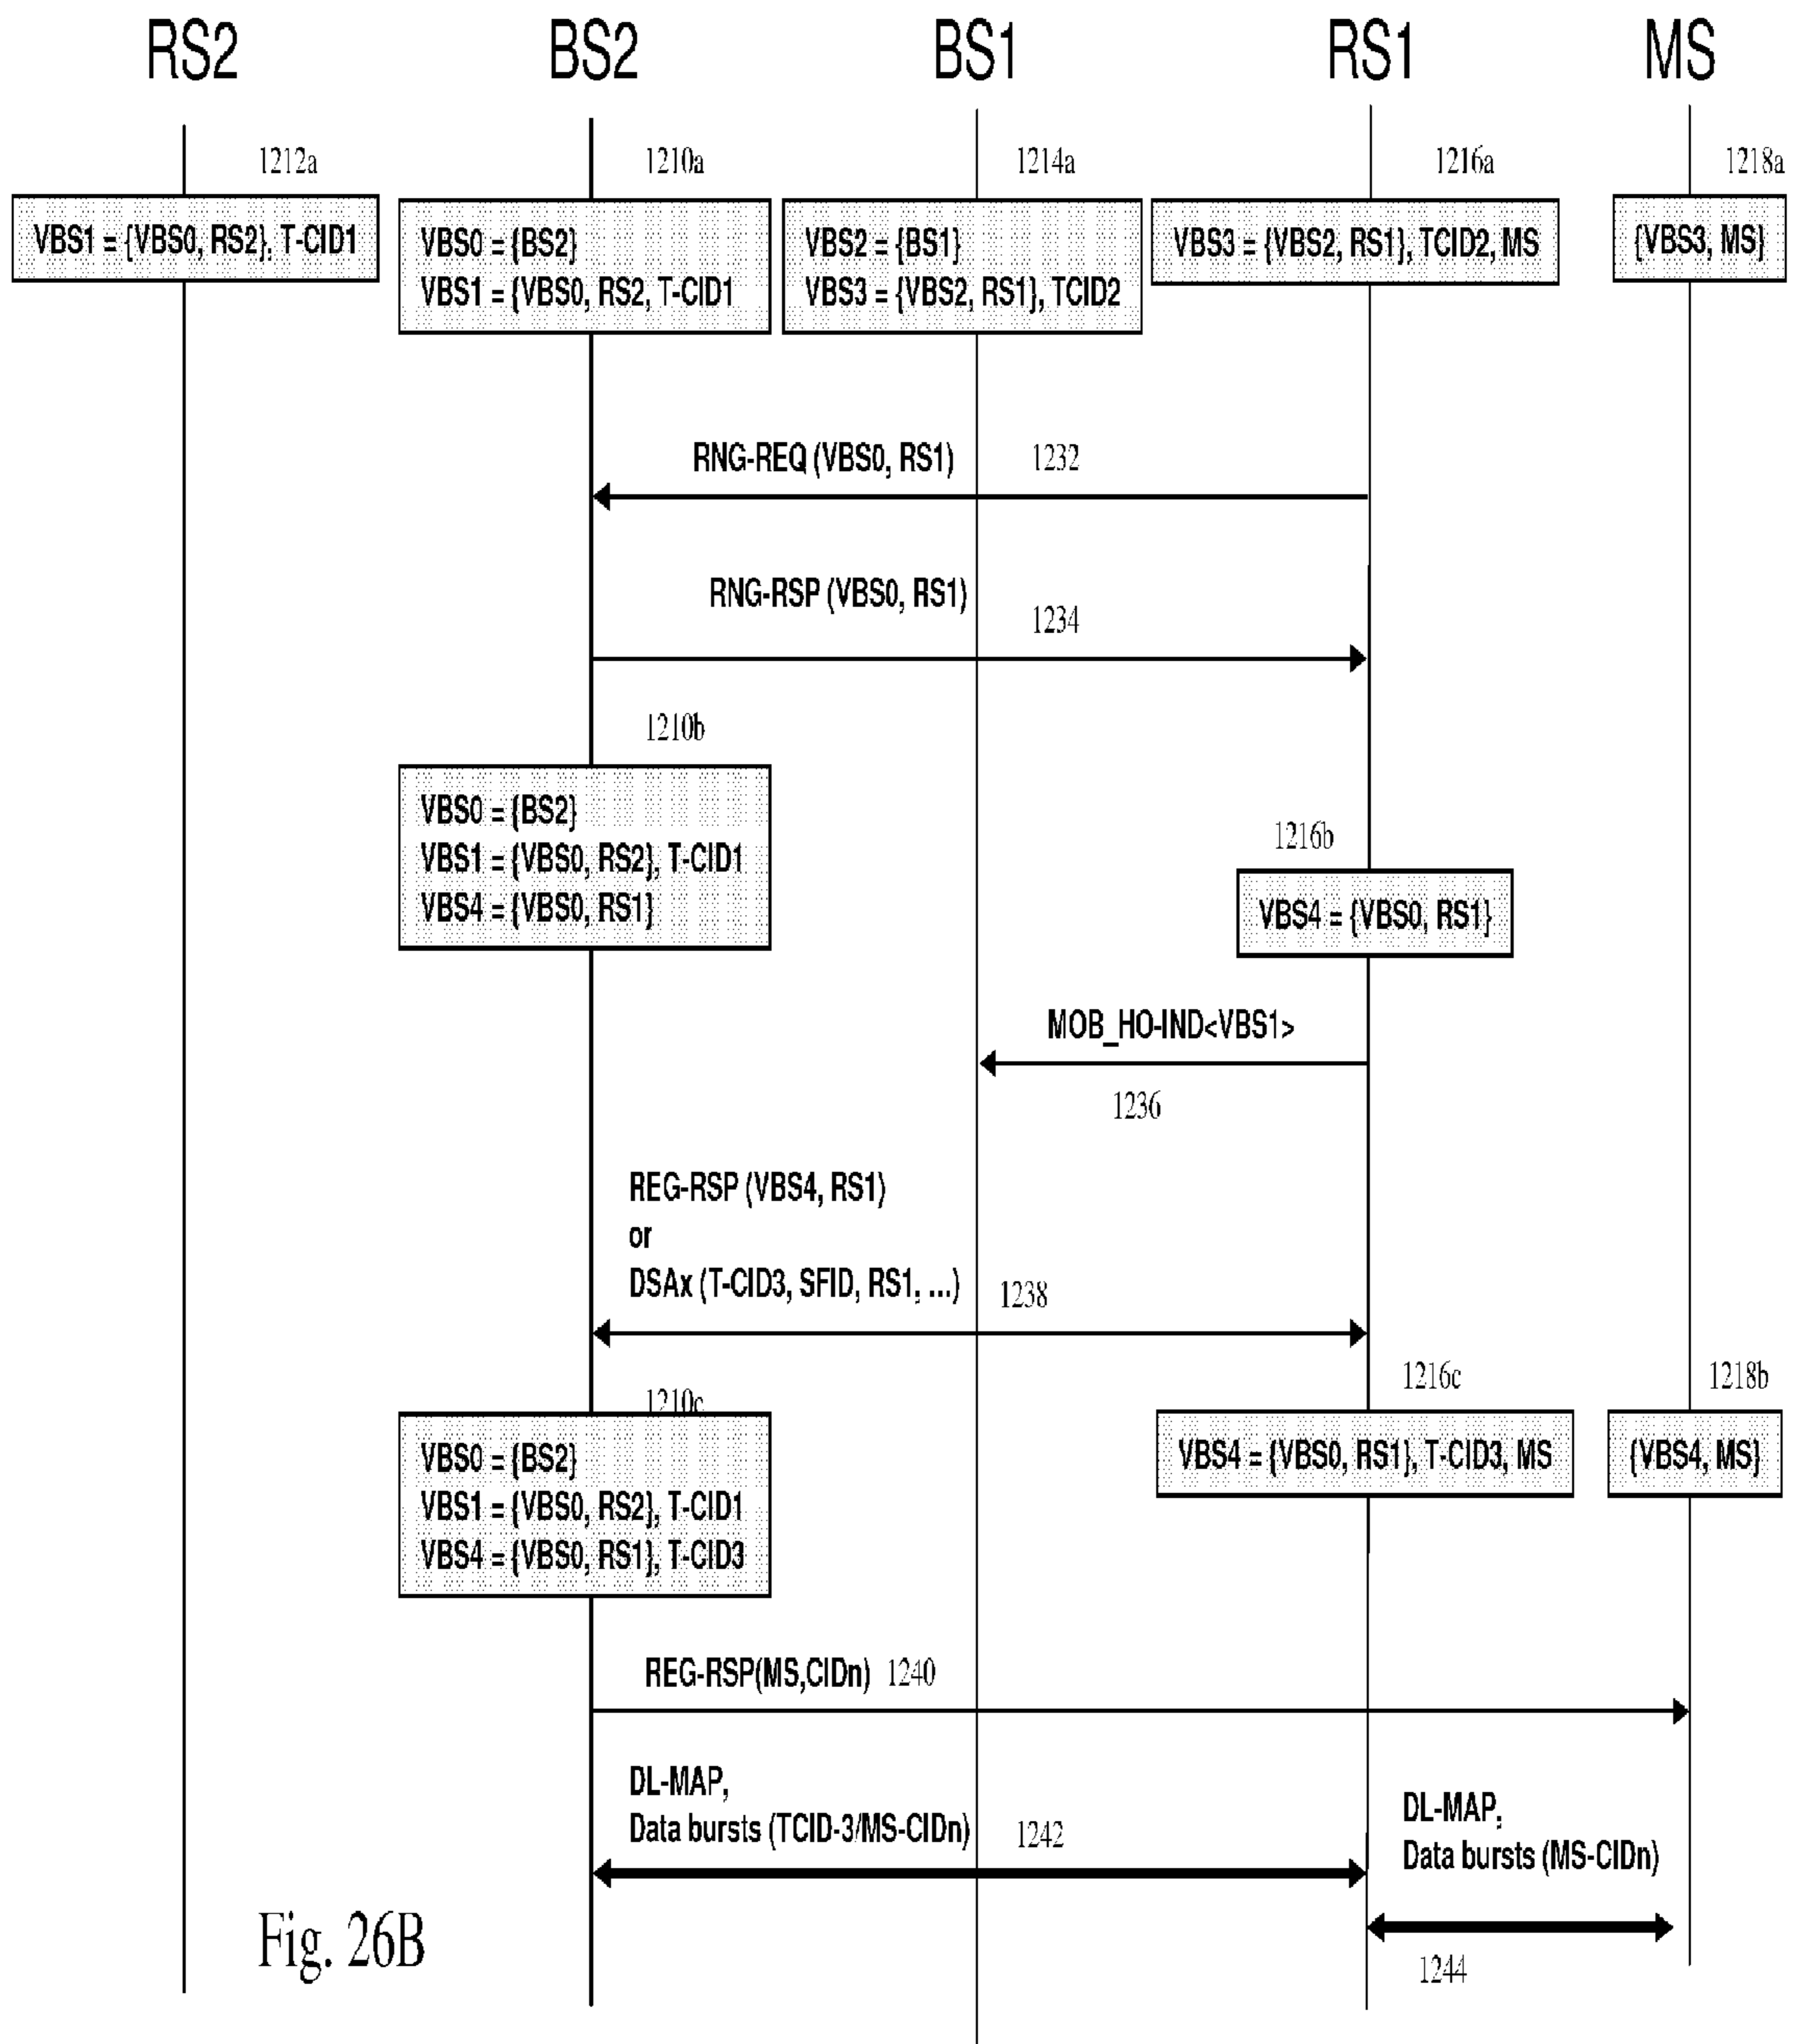 RS2 BS2 BS1 RS1 MS
1212a 1210a 1214a 1216a 1218a
VBS1 = {VBS0, RS2}, T-CID1
VBS0 = {BS2}
VBS1 = {VBS0, RS2, T-CID1
VBS2 = {BS1}
VBS3 = {VBS2, RS1}, TCID2
VBS3 = {VBS2, RS1}, TCID2, MS
{VBS3, MS}
RNG-REQ (VBS0, RS1) 1232
RNG-RSP (VBS0, RS1)
1234
1210b
VBS0 = {BS2}
VBS1 = {VBS0, RS2}, T-CID1
VBS4 = {VBS0, RS1}
1216b
VBS4 = {VBS0, RS1}
MOB_HO-IND<VBS1>
1236
REG-RSP (VBS4, RS1)
or
DSAx (T-CID3, SFID, RS1, ...) 1238
1210c
VBS0 = {BS2}
VBS1 = {VBS0, RS2}, T-CID1
VBS4 = {VBS0, RS1}, T-CID3
1216c
VBS4 = {VBS0, RS1}, T-CID3, MS
1218b
{VBS4, MS}
REG-RSP(MS,CIDn) 1240
DL-MAP,
Data bursts (TCID-3/MS-CIDn) 1242
DL-MAP,
Data bursts (MS-CIDn)
1244
Fig. 26B